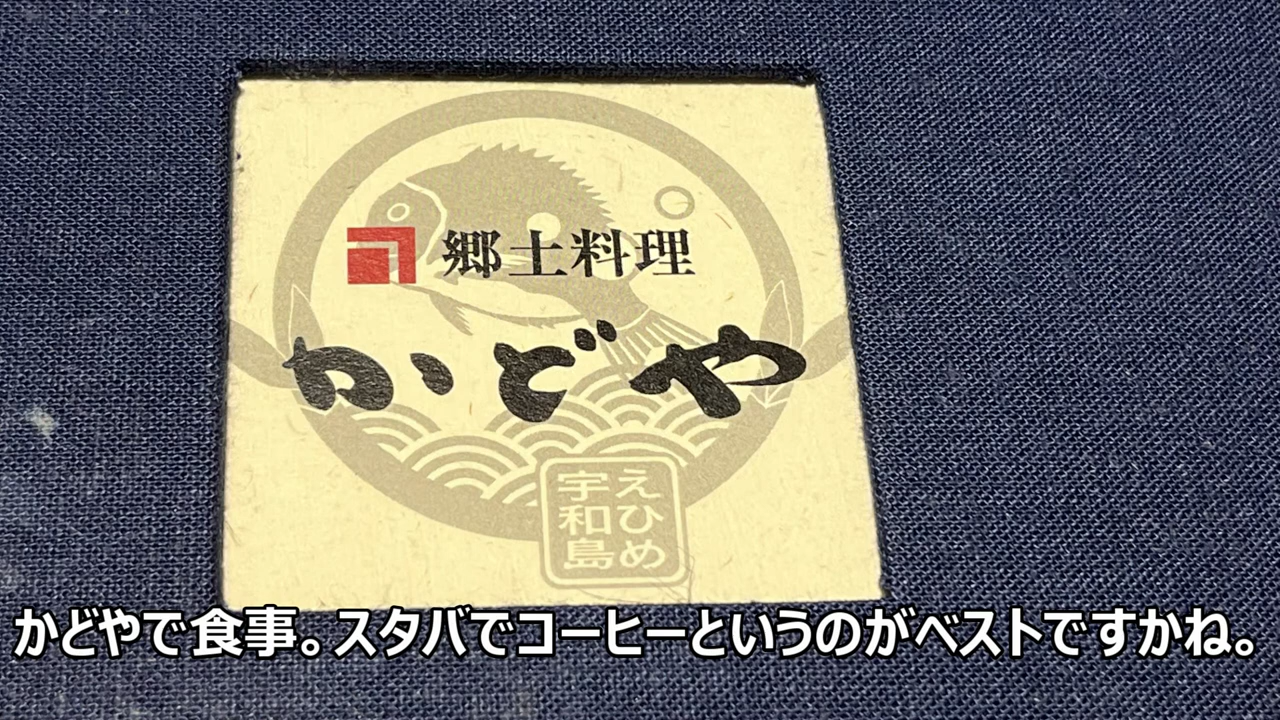 郷土料理
かどや
えひめ
宇和島
かどやで食事。スタバでコーヒーというのがベストですかね。